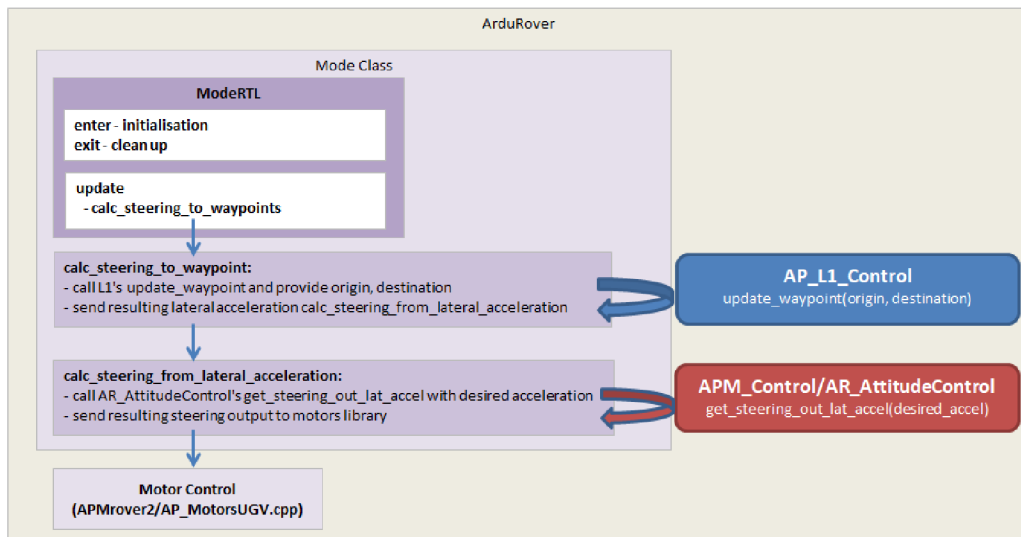 ArduRover
Mode Class
ModeRTL
enter - initialisation
exit - clean up
update
- calc_steering_to_waypoints
calc_steering_to_waypoint:
- call L1's update_waypoint and provide origin, destination
- send resulting lateral acceleration calc_steering_from_lateral_acceleration
AP_L1_Control
update_waypoint(origin, destination)
calc_steering_from_lateral_acceleration:
- call AR_AttitudeControl's get_steering_out_lat_accel with desired acceleration
- send resulting steering output to motors library
APM_Control/AR_AttitudeControl
get_steering_out_lat_accel(desired_accel)
Motor Control
(APMrover2/AP_MotorsUGV.cpp)